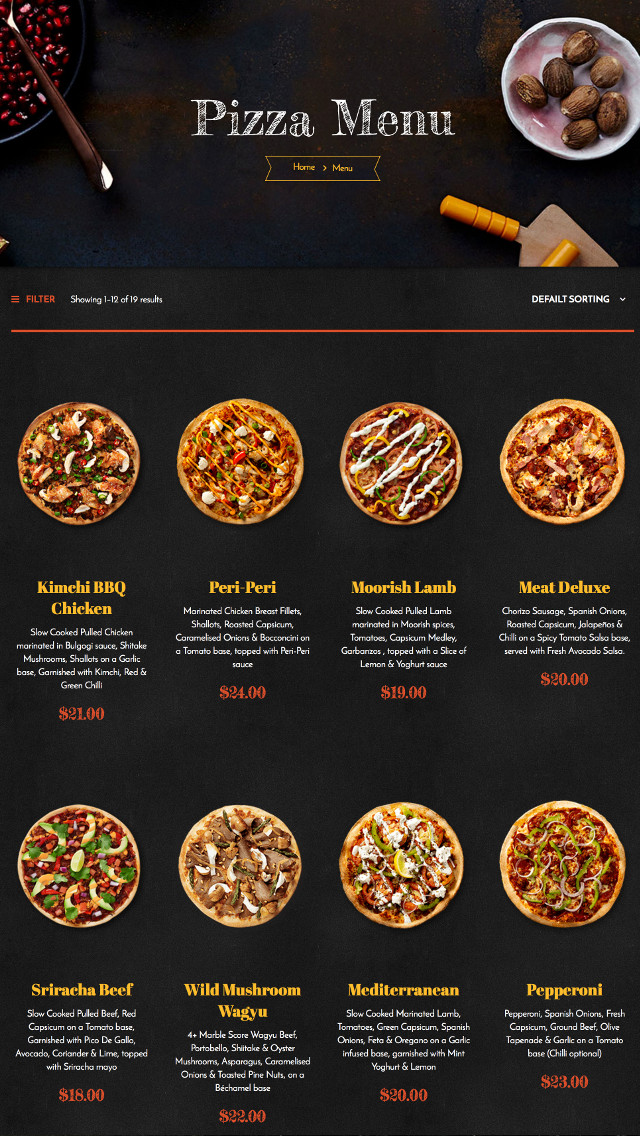 Pizza Menu
Home > Menu
FILTER
Showing 1–12 of 19 results
DEFAILT SORTING
Kimchi BBQ
Chicken
Slow Cooked Pulled Chicken
marinated in Bulgogi sauce, Shitake
Mushrooms, Shallots on a Garlic
base, Garnished with Kimchi, Red &
Green Chilli
$21.00
Peri-Peri
Marinated Chicken Breast Fillets,
Shallots, Roasted Capsicum,
Caramelised Onions & Bocconcini on
a Tomato base, topped with Peri-Peri
sauce
$24.00
Moorish Lamb
Slow Cooked Pulled Lamb
marinated in Moorish spices,
Tomatoes, Capsicum Medley,
Garbanzos , topped with a Slice of
Lemon & Yoghurt sauce
$19.00
Meat Deluxe
Chorizo Sausage, Spanish Onions,
Roasted Capsicum, Jalapeños &
Chilli on a Spicy Tomato Salsa base,
served with Fresh Avocado Salsa.
$20.00
Sriracha Beef
Slow Cooked Pulled Beef, Red
Capsicum on a Tomato base,
Garnished with Pico De Gallo,
Avocado, Coriander & Lime, topped
with Sriracha mayo
$18.00
Wild Mushroom
Wagyu
4+ Marble Score Wagyu Beef,
Portobello, Shiitake & Oyster
Mushrooms, Asparagus, Caramelised
Onions & Toasted Pine Nuts, on a
Béchamel base
$22.00
Mediterranean
Slow Cooked Marinated Lamb,
Tomatoes, Green Capsicum, Spanish
Onions, Feta & Oregano on a Garlic
infused base, garnished with Mint
Yoghurt & Lemon
$20.00
Pepperoni
Pepperoni, Spanish Onions, Fresh
Capsicum, Ground Beef, Olive
Tapenade & Garlic on a Tomato
base (Chilli optional)
$23.00